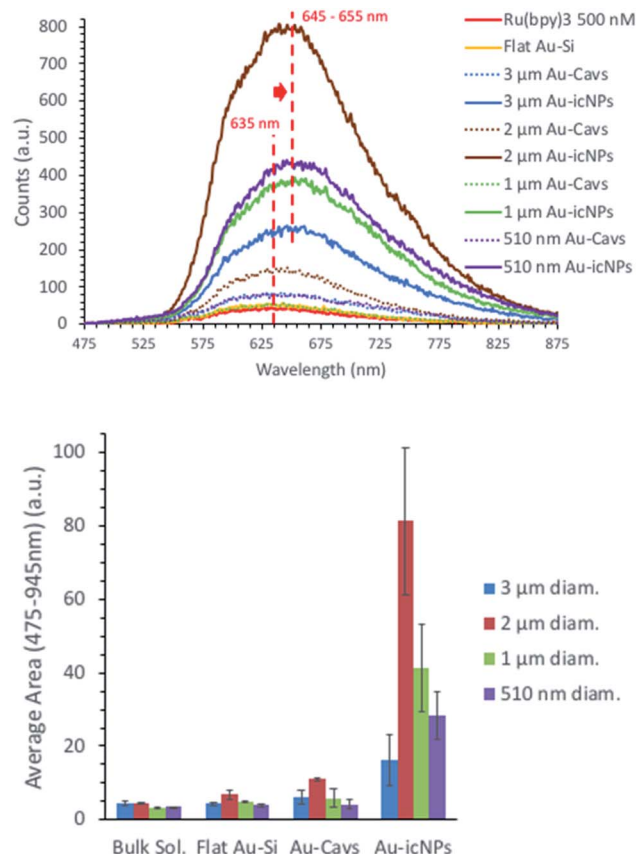 800
700
600
500
400
300
200
100
0
Counts (a.u.)
645 - 655 nm
635 nm
475 525 575 625 675 725 775 825 875
Wavelength (nm)
Ru(bpy)3 500 nM
Flat Au-Si
3 µm Au-Cavs
3 µm Au-icNPs
2 µm Au-Cavs
2 µm Au-icNPs
1 µm Au-Cavs
1 µm Au-icNPs
510 nm Au-Cavs
510 nm Au-icNPs
100
80
60
40
20
0
Average Area (475-945nm) (a.u.)
Bulk Sol. Flat Au-Si Au-Cavs Au-icNPs
3 µm diam.
2 µm diam.
1 µm diam.
510 nm diam.